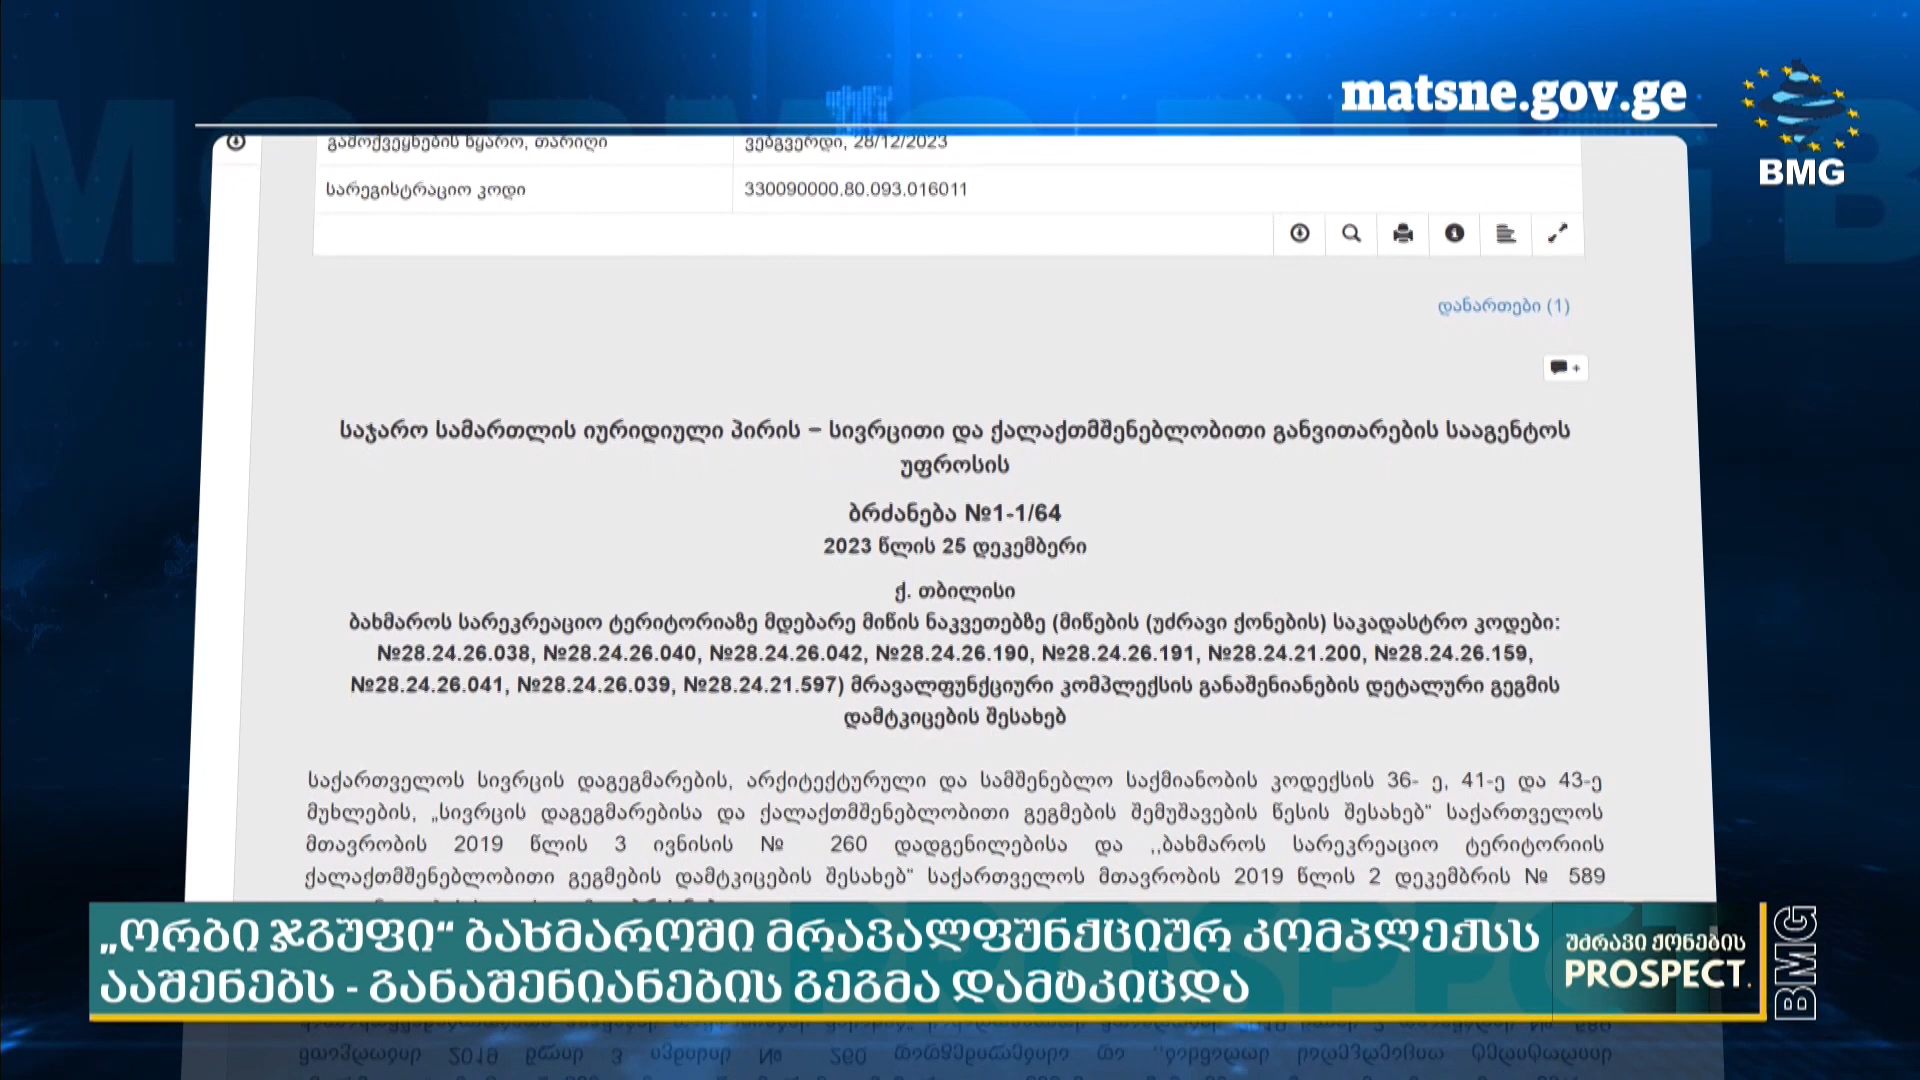 matsne.gov.ge
BMG
გამოქვეყნების წყარო, თარიღი
ვებგვერდი, 28/12/2023
სარეგისტრაციო კოდი
330090000.80.093.016011
დანართები (1)
საჯარო სამართლის იურიდიული პირის – სივრცითი და ქალაქთმშენებლობითი განვითარების სააგენტოს
უფროსის
ბრძანება №1-1/64
2023 წლის 25 დეკემბერი
ქ. თბილისი
ბახმაროს სარეკრეაციო ტერიტორიაზე მდებარე მიწის ნაკვეთებზე (მიწების (უძრავი ქონების) საკადასტრო კოდები:
№28.24.26.038, №28.24.26.040, №28.24.26.042, №28.24.26.190, №28.24.26.191, №28.24.21.200, №28.24.26.159,
№28.24.26.041, №28.24.26.039, №28.24.21.597) მრავალფუნქციური კომპლექსის განაშენიანების დეტალური გეგმის
დამტკიცების შესახებ
საქართველოს სივრცის დაგეგმარების, არქიტექტურული და სამშენებლო საქმიანობის კოდექსის 36- ე, 41-ე და 43-ე
მუხლების, „სივრცის დაგეგმარებისა და ქალაქთმშენებლობითი გეგმების შემუშავების წესის შესახებ“ საქართველოს
მთავრობის 2019 წლის 3 ივნისის № 260 დადგენილებისა და ,,ბახმაროს სარეკრეაციო ტერიტორიის
ქალაქთმშენებლობითი გეგმების დამტკიცების შესახებ“ საქართველოს მთავრობის 2019 წლის 2 დეკემბრის № 589
„ორბი ჯგუფი“ ბახმაროში მრავალფუნქციურ კომპლექსს
ააშენებს - განაშენიანების გეგმა დამტკიცდა
უძრავი ქონების
PROSPECT.
BMG